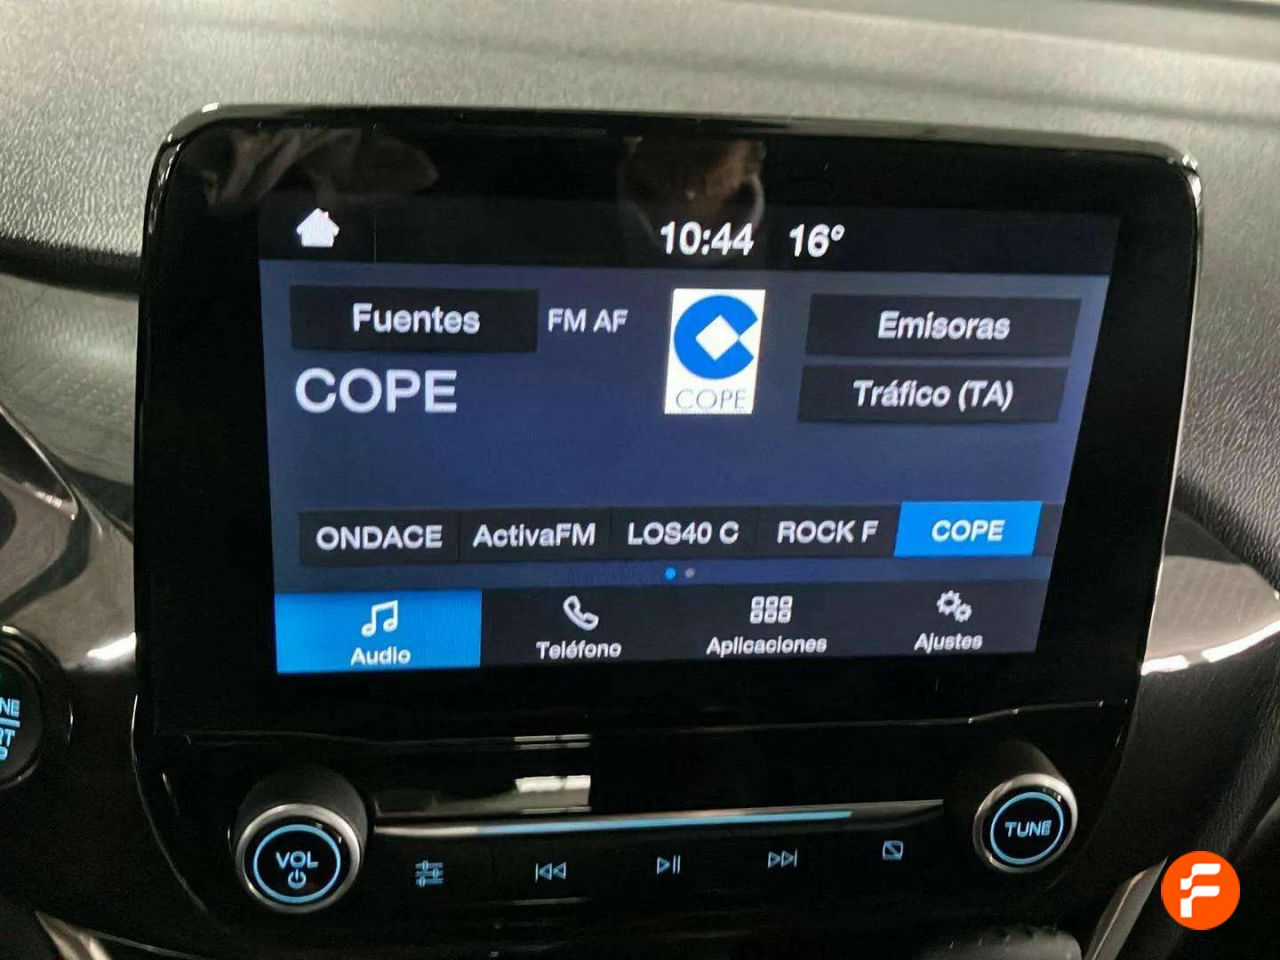 10:44 16°
Fuentes FM AF
COPE
Emisoras
COPE
Tráfico (TA)
ONDACE ActivaFM LOS40 C ROCK F COPE
Audio Teléfono Aplicaciones Ajustes
VOL
TUNE